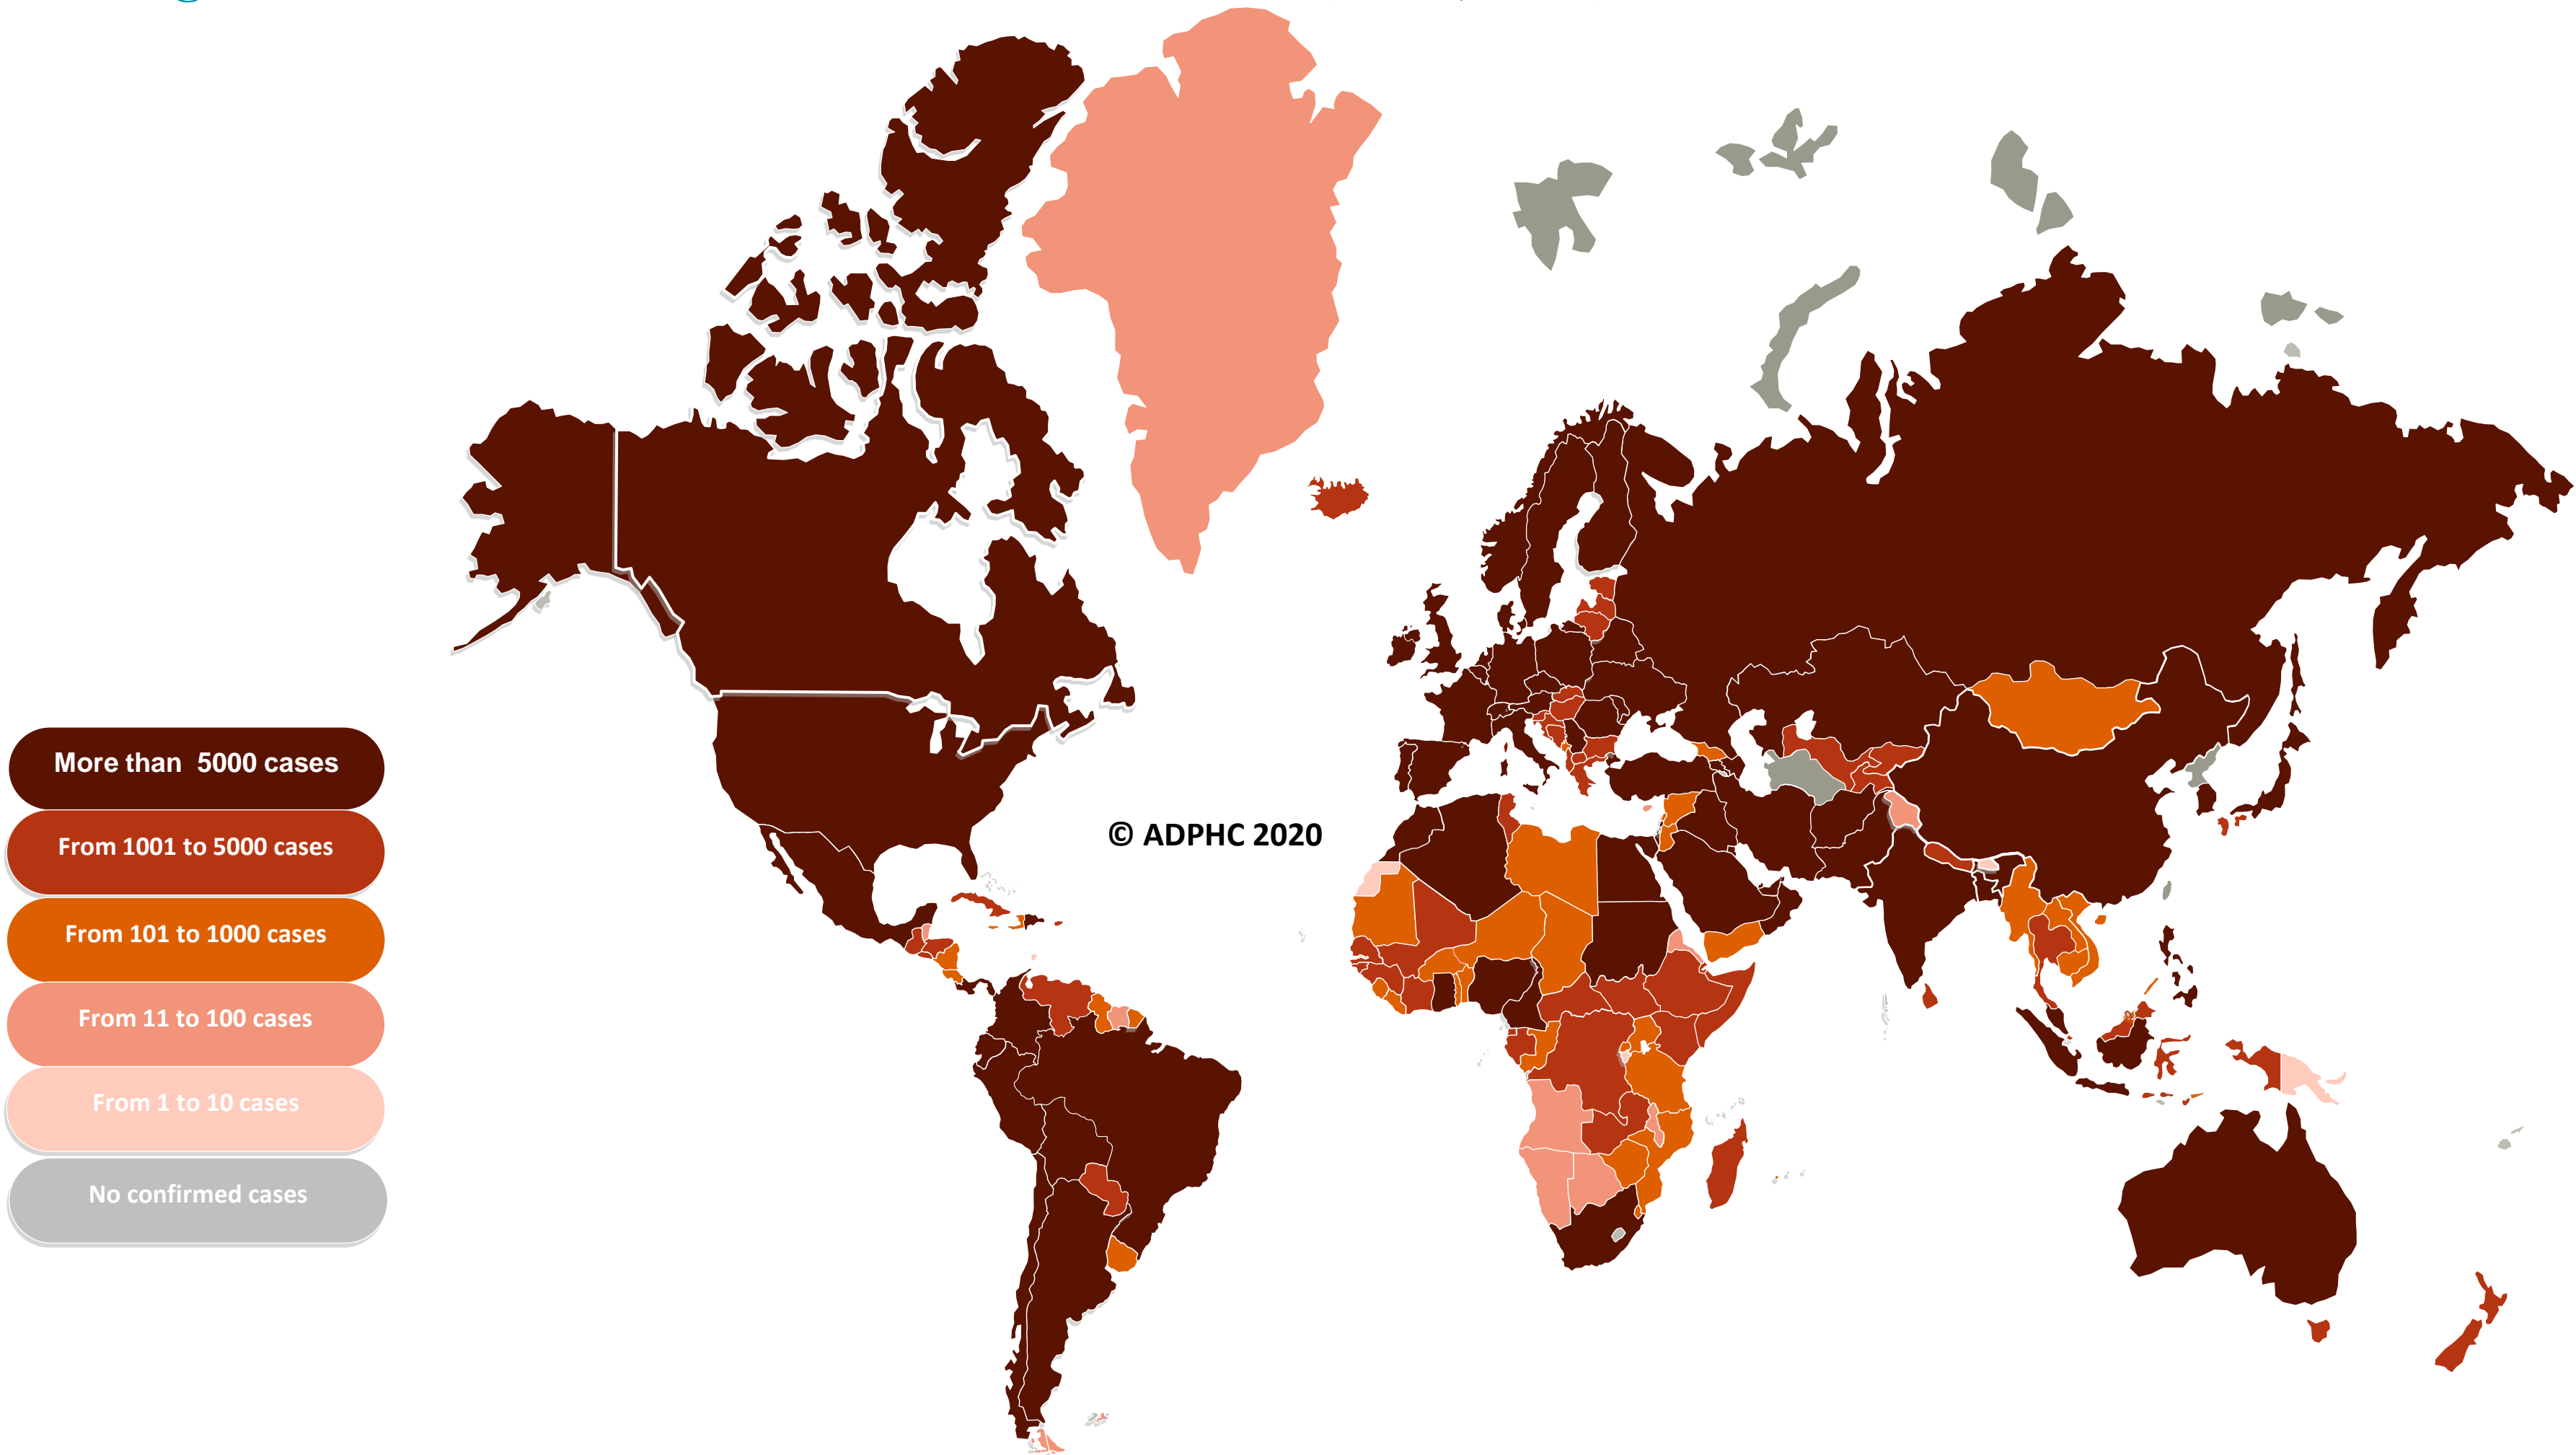 More than 5000 cases
From 1001 to 5000 cases
© ADPHC 2020
From 101 to 1000 cases
From 11 to 100 cases
From 1 to 10 cases
No confirmed cases